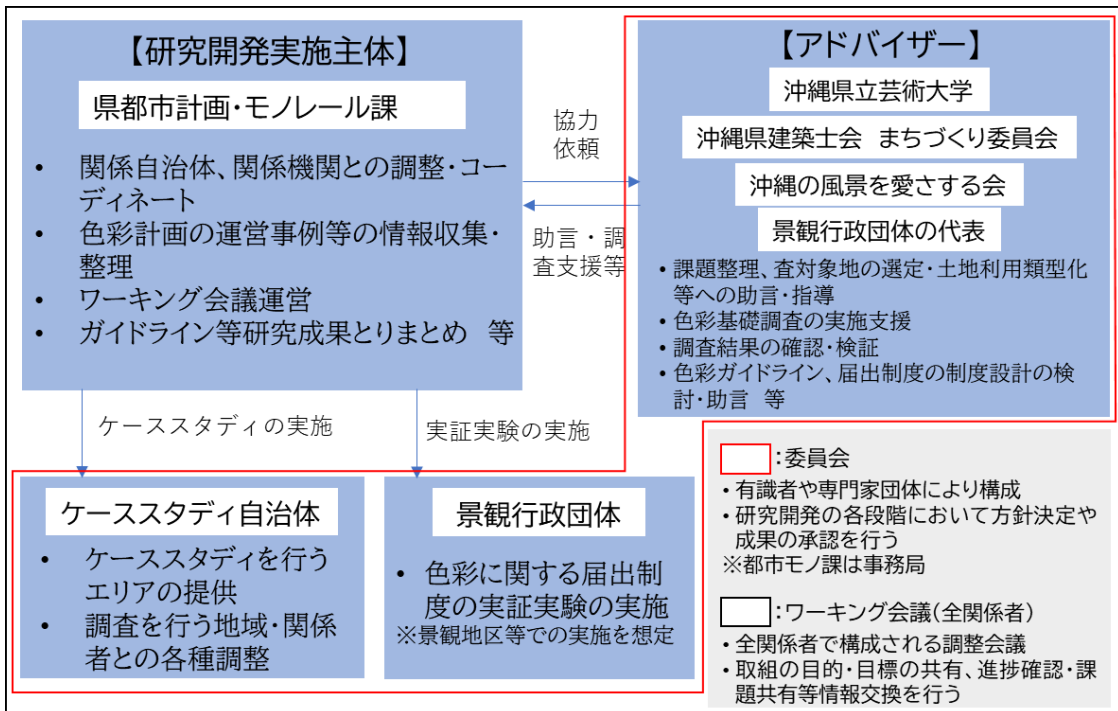 【研究開発実施主体】
県都市計画・モノレール課
• 関係自治体、関係機関との調整・コー
ディネート
• 色彩計画の運営事例等の情報収集・
整理
• ワーキング会議運営
• ガイドライン等研究成果とりまとめ 等
協力
依頼
助言・調
査支援等
【アドバイザー】
沖縄県立芸術大学
沖縄県建築士会 まちづくり委員会
沖縄の風景を愛さする会
景観行政団体の代表
• 課題整理、査対象地の選定・土地利用類型化
等への助言・指導
• 色彩基礎調査の実施支援
• 調査結果の確認・検証
• 色彩ガイドライン、届出制度の制度設計の検
討・助言 等
ケーススタディの実施
実証実験の実施
ケーススタディ自治体
• ケーススタディを行う
エリアの提供
• 調査を行う地域・関係
者との各種調整
景観行政団体
• 色彩に関する届出制
度の実証実験の実施
※景観地区等での実施を想定
:委員会
• 有識者や専門家団体により構成
• 研究開発の各段階において方針決定や
成果の承認を行う
※都市モノ課は事務局
:ワーキング会議(全関係者)
• 全関係者で構成される調整会議
• 取組の目的・目標の共有、進捗確認・課
題共有等情報交換を行う